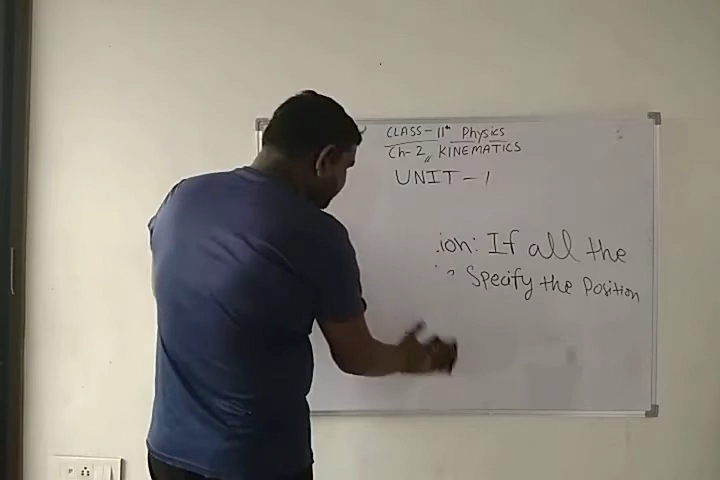 CLASS-11th Physics
Ch-2,, KINEMATICS
UNIT-1
ion: If all the
Specify the Position